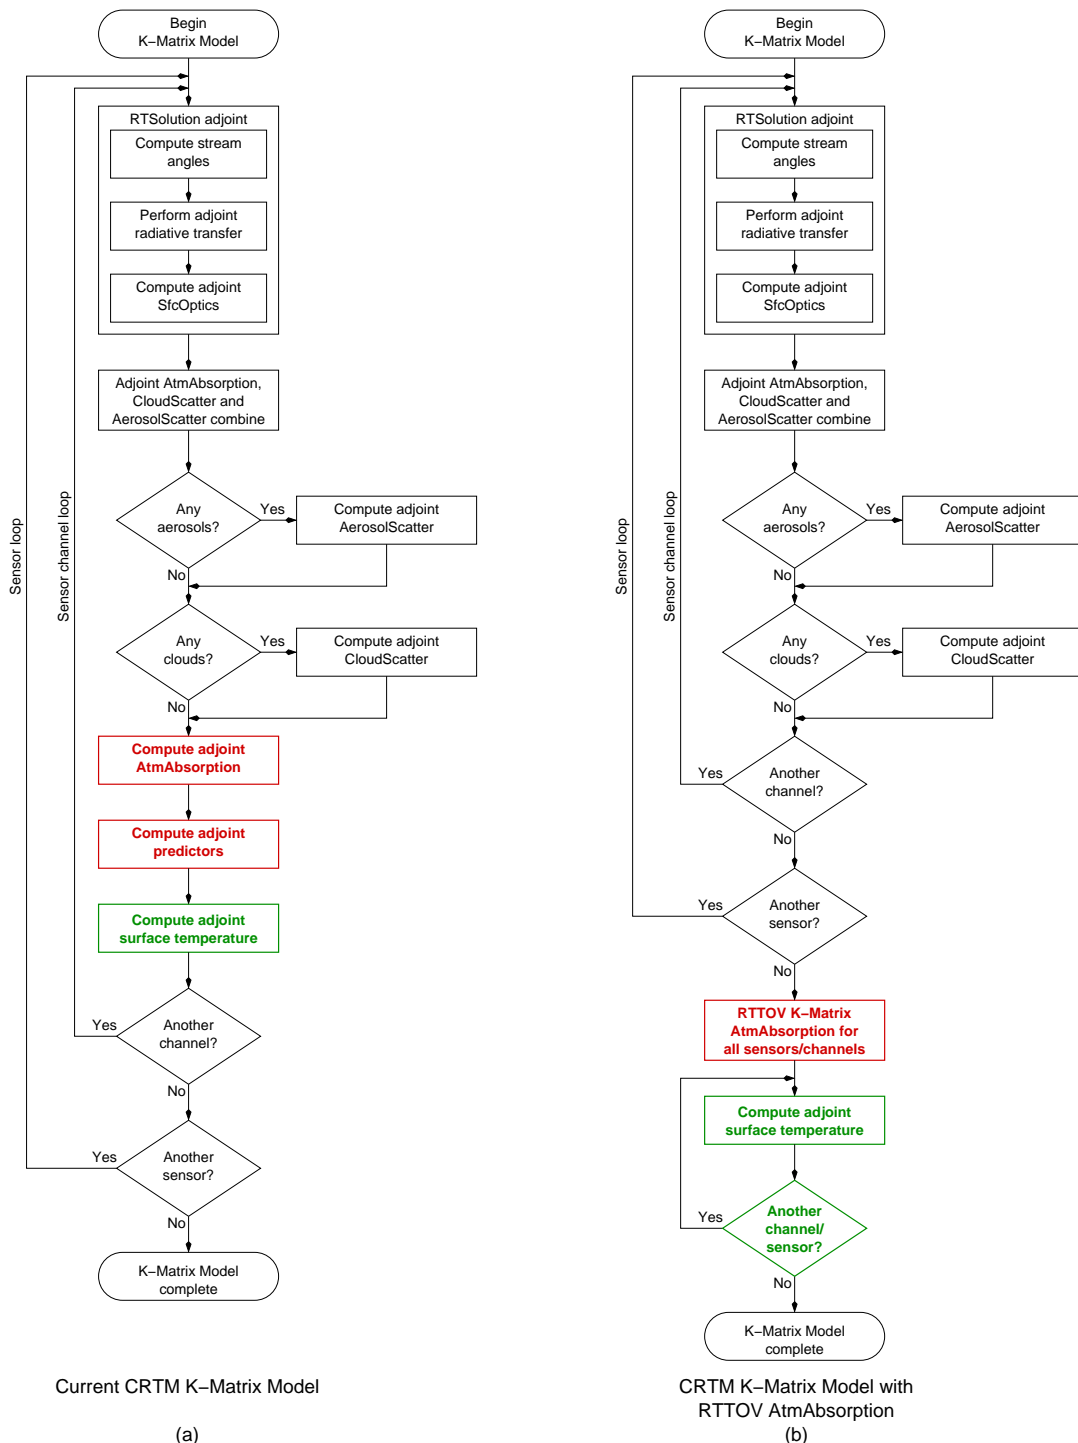 Begin
K−Matrix Model
RTSolution adjoint
Compute stream
angles
Perform adjoint
radiative transfer
Compute adjoint
SfcOptics
Adjoint AtmAbsorption,
CloudScatter and
AerosolScatter combine
Sensor loop
Sensor channel loop
Any
aerosols?
Yes
Compute adjoint
AerosolScatter
No
Any
clouds?
Yes
Compute adjoint
CloudScatter
No
Compute adjoint
AtmAbsorption
Compute adjoint
predictors
Compute adjoint
surface temperature
Yes
Another
channel?
No
Yes
Another
sensor?
No
K−Matrix Model
complete
Current CRTM K−Matrix Model
(a)
Begin
K−Matrix Model
RTSolution adjoint
Compute stream
angles
Perform adjoint
radiative transfer
Compute adjoint
SfcOptics
Adjoint AtmAbsorption,
CloudScatter and
AerosolScatter combine
Sensor loop
Sensor channel loop
Any
aerosols?
Yes
Compute adjoint
AerosolScatter
No
Any
clouds?
Yes
Compute adjoint
CloudScatter
No
Yes
Another
channel?
No
Yes
Another
sensor?
No
RTTOV K−Matrix
AtmAbsorption for
all sensors/channels
Compute adjoint
surface temperature
Yes
Another
channel/
sensor?
No
K−Matrix Model
complete
CRTM K−Matrix Model with
RTTOV AtmAbsorption
(b)